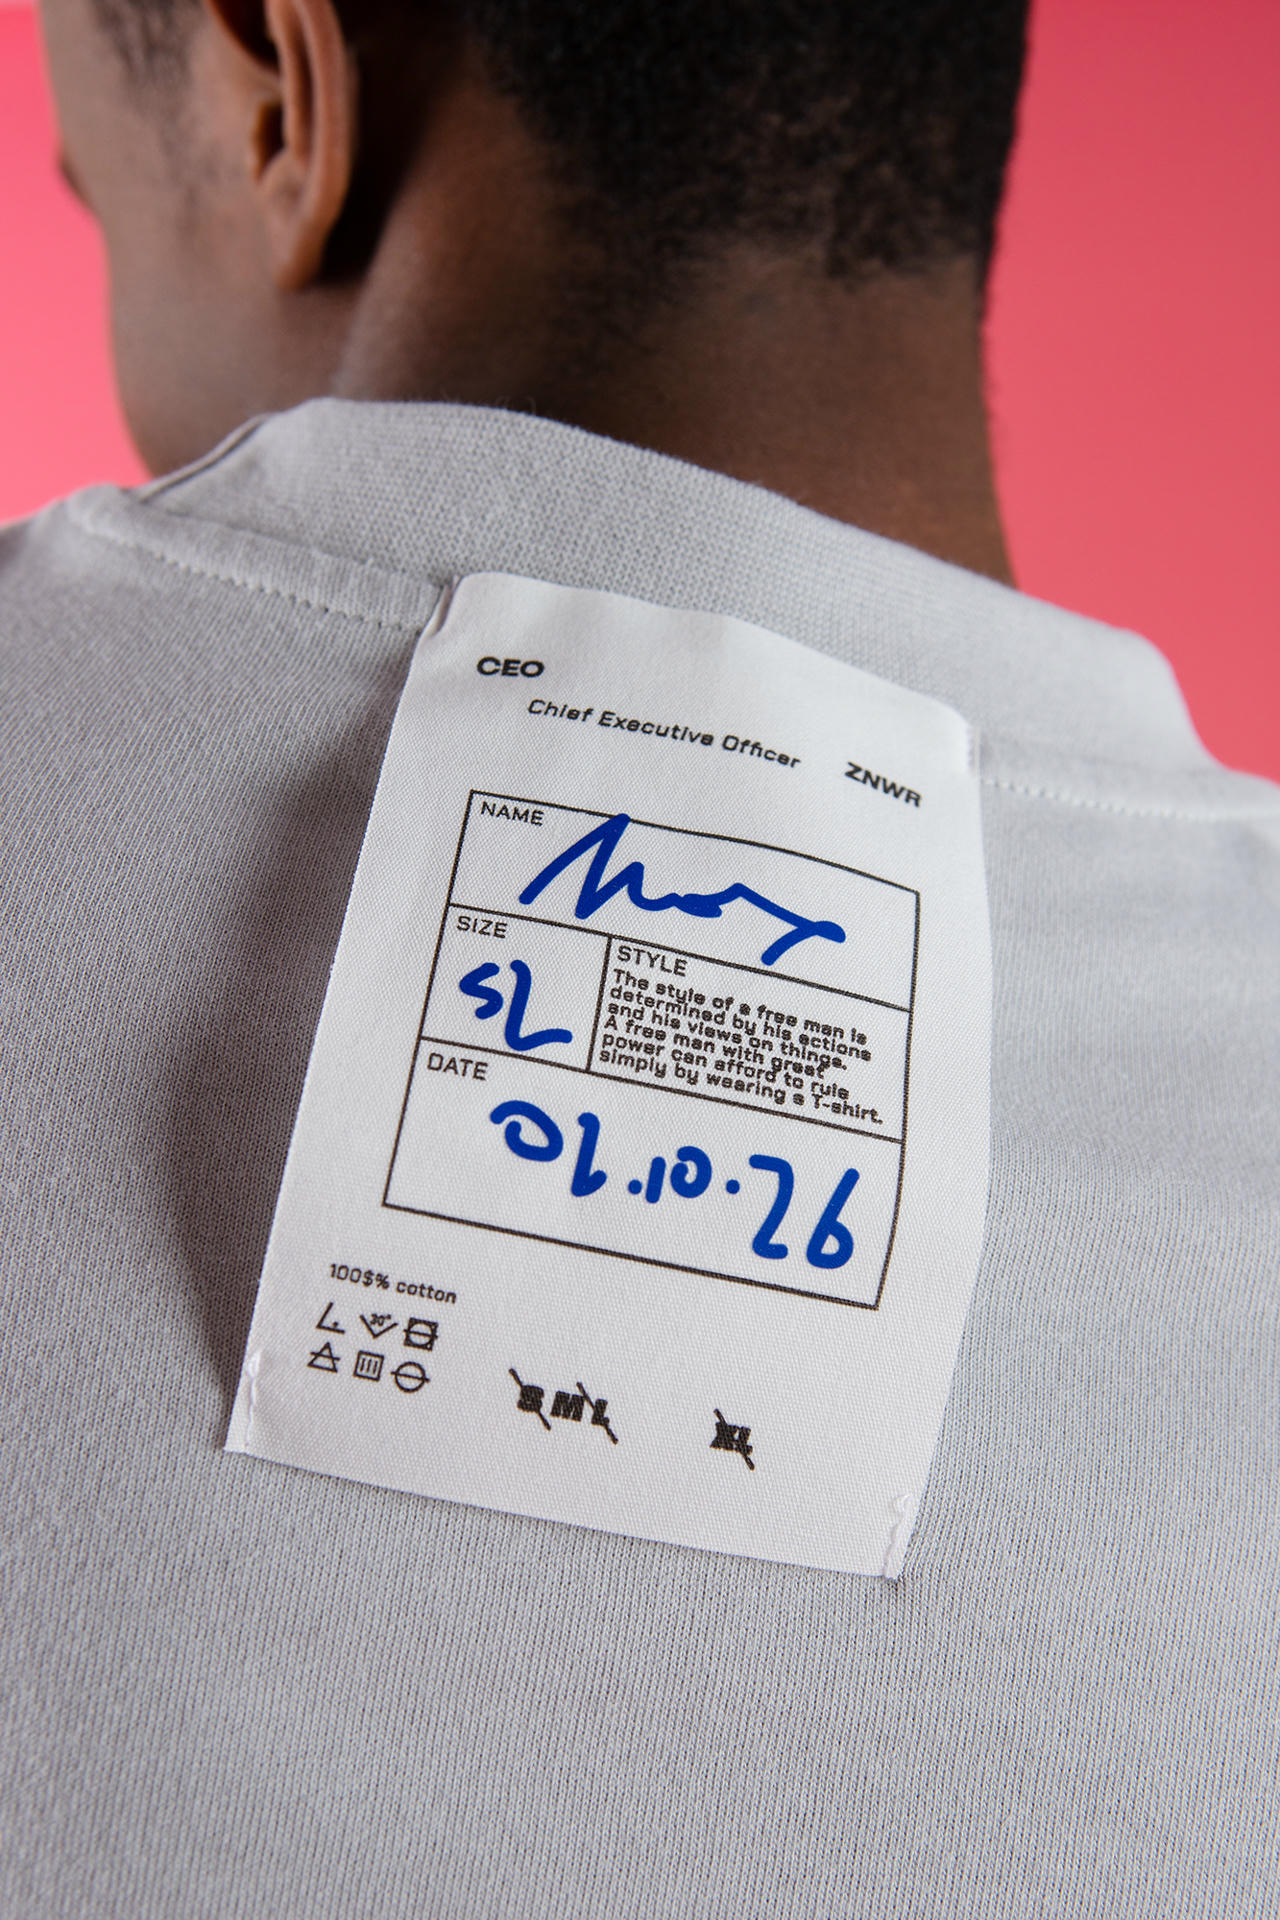 CEO
Chief Executive Officer
ZNWR
NAME
SIZE
SL
STYLE
The style of a free man is
determined by his actions
and his views on things.
A free man with great
power can afford to rule
simply by wearing a T-shirt.
DATE
01.10.26
100$% cotton
30°
S M L
XL